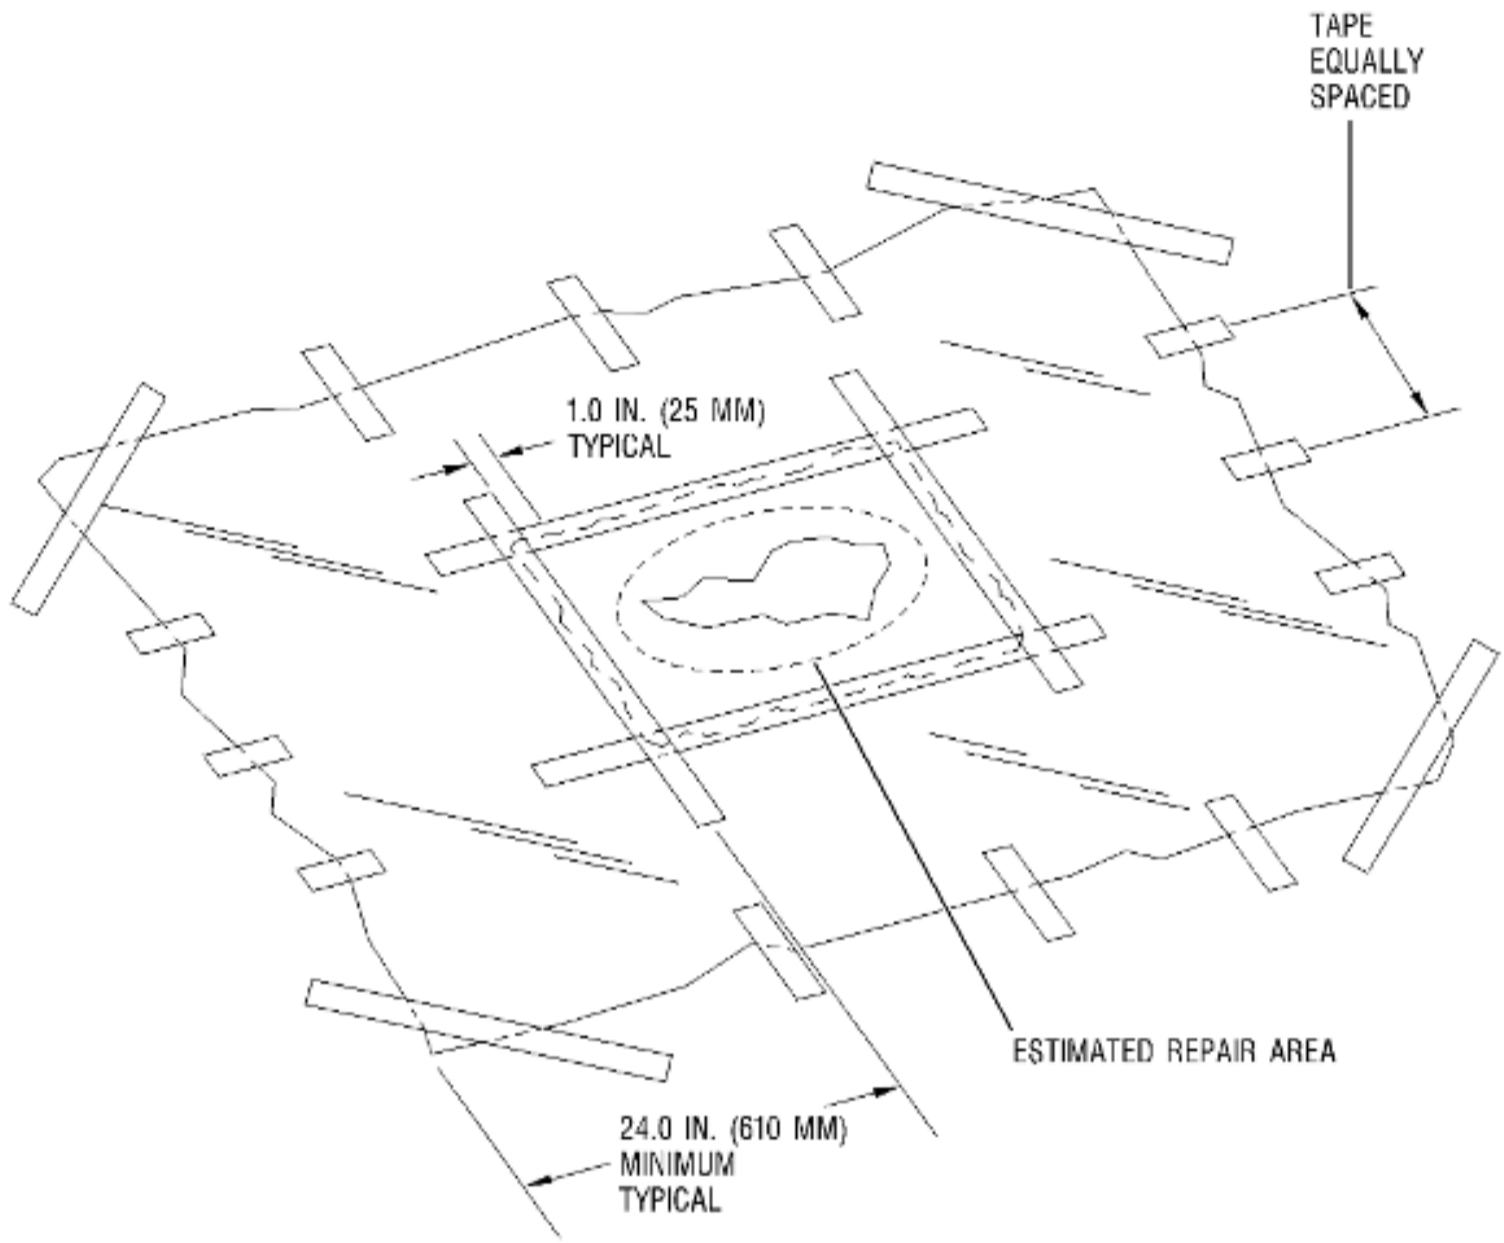 TAPE
EQUALLY
SPACED
1.0 IN. (25 MM)
TYPICAL
ESTIMATED REPAIR AREA
24.0 IN. (610 MM)
MINIMUM
TYPICAL